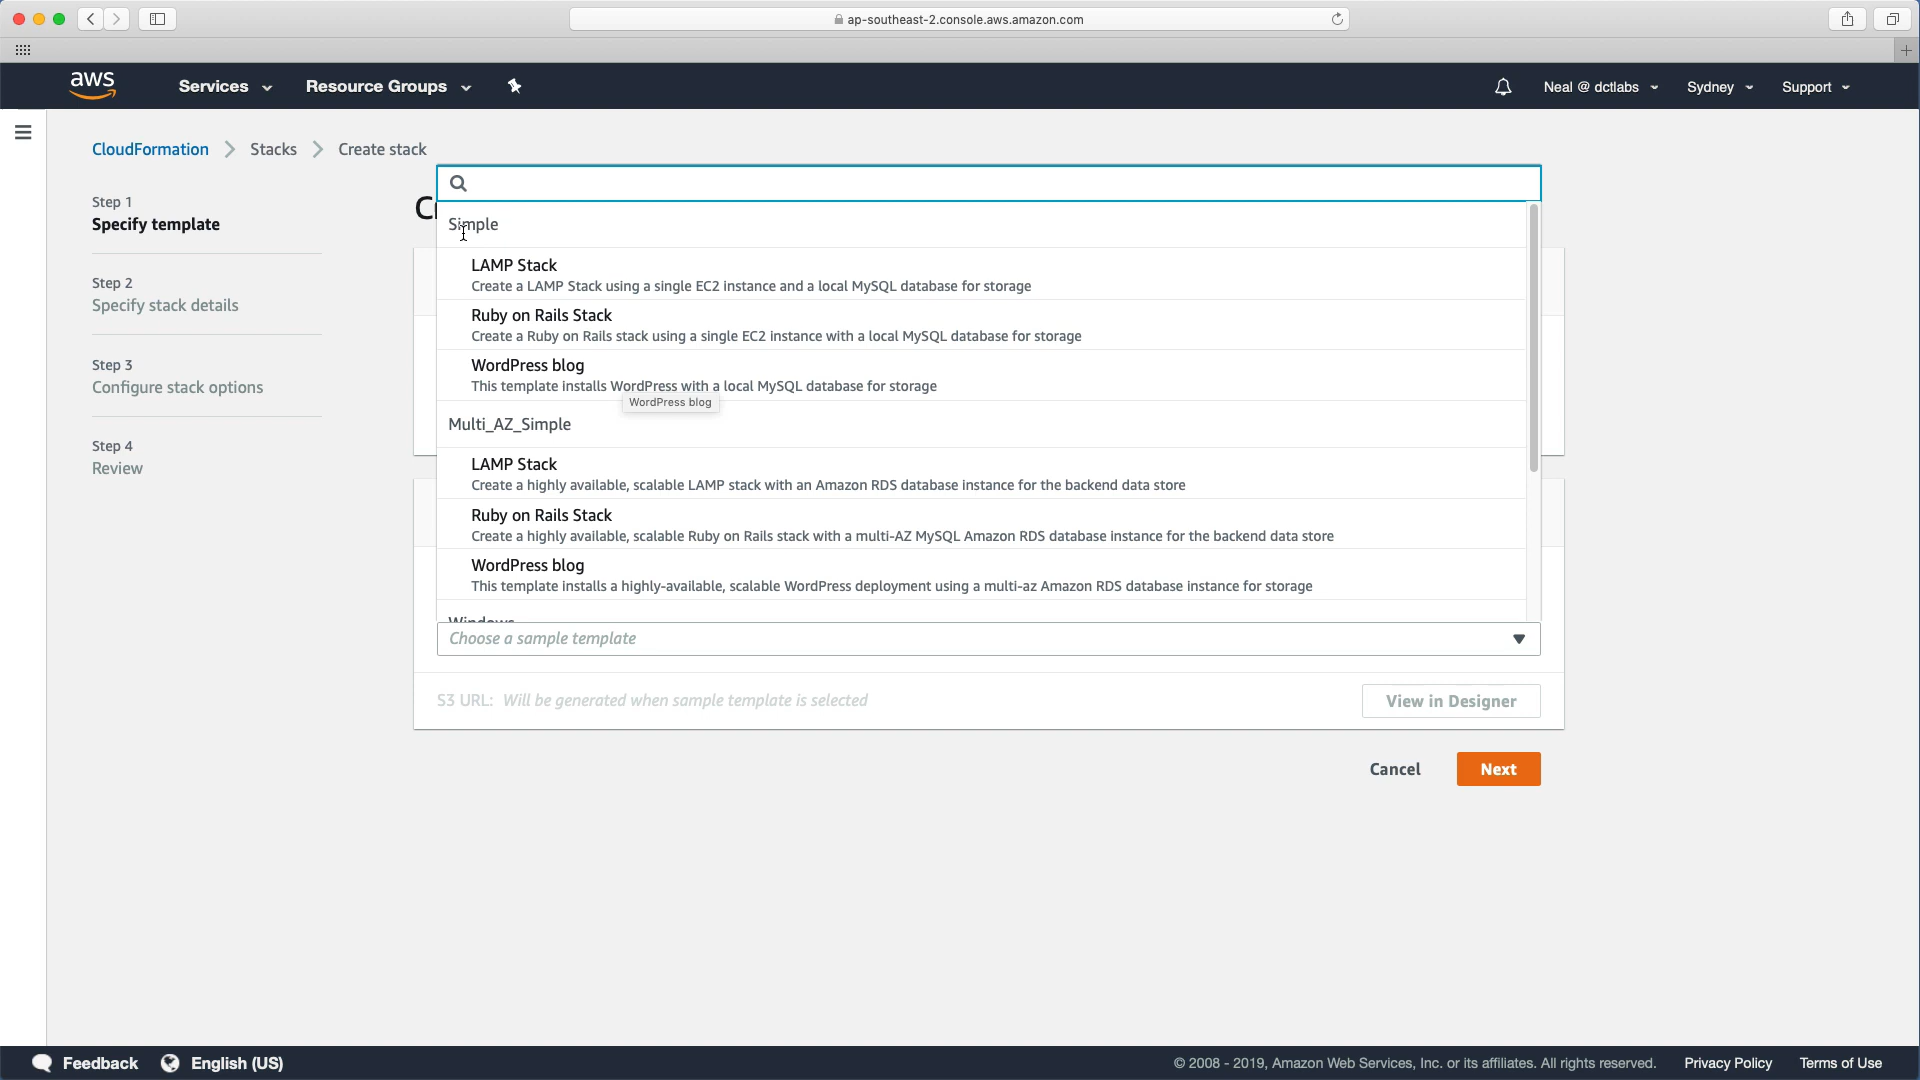 ap-southeast-2.console.aws.amazon.com
aws Services Resource Groups Neal @ dctlabs Sydney Support
CloudFormation Stacks Create stack
Step 1
Specify template
Step 2
Specify stack details
Step 3
Configure stack options
Step 4
Review
Simple
LAMP Stack
Create a LAMP Stack using a single EC2 instance and a local MySQL database for storage
Ruby on Rails Stack
Create a Ruby on Rails stack using a single EC2 instance with a local MySQL database for storage
WordPress blog
This template installs WordPress with a local MySQL database for storage
WordPress blog
Multi_AZ_Simple
LAMP Stack
Create a highly available, scalable LAMP stack with an Amazon RDS database instance for the backend data store
Ruby on Rails Stack
Create a highly available, scalable Ruby on Rails stack with a multi-AZ MySQL Amazon RDS database instance for the backend data store
WordPress blog
This template installs a highly-available, scalable WordPress deployment using a multi-az Amazon RDS database instance for storage
Windows
Choose a sample template
S3 URL: Will be generated when sample template is selected
View in Designer
Cancel Next
Feedback English (US) © 2008 - 2019, Amazon Web Services, Inc. or its affiliates. All rights reserved. Privacy Policy Terms of Use